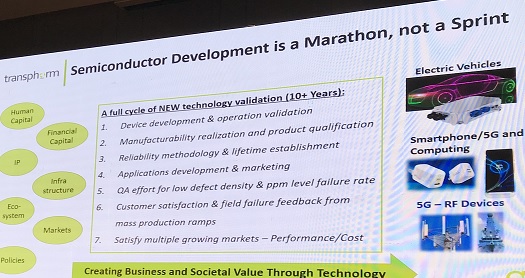 transphorm
Semiconductor Development is a Marathon, not a Sprint
Human
Capital
Financial
Capital
IP
Infra
structure
Eco-
system
Markets
Policies
A full cycle of NEW technology validation (10+ Years):
1. Device development & operation validation
2. Manufacturability realization and product qualification
3. Reliability methodology & lifetime establishment
4. Applications development & marketing
5. QA effort for low defect density & ppm level failure rate
6. Customer satisfaction & field failure feedback from
mass production ramps
7. Satisfy multiple growing markets – Performance/Cost
Electric Vehicles
Smartphone/5G and
Computing
5G – RF Devices
Creating Business and Societal Value Through Technology